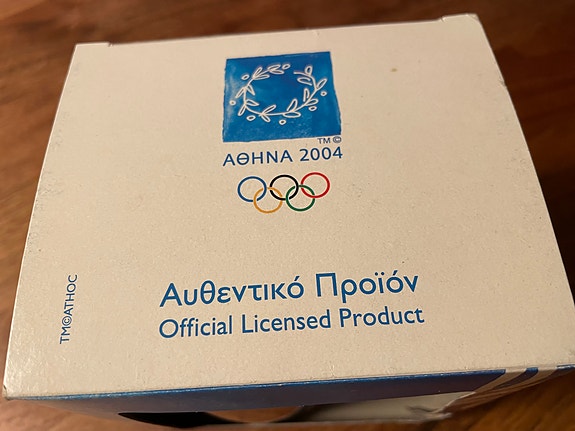 TM©
ΑΘΗΝΑ 2004
Αυθεντικό Προϊόν
Official Licensed Product
TM©ATHOC